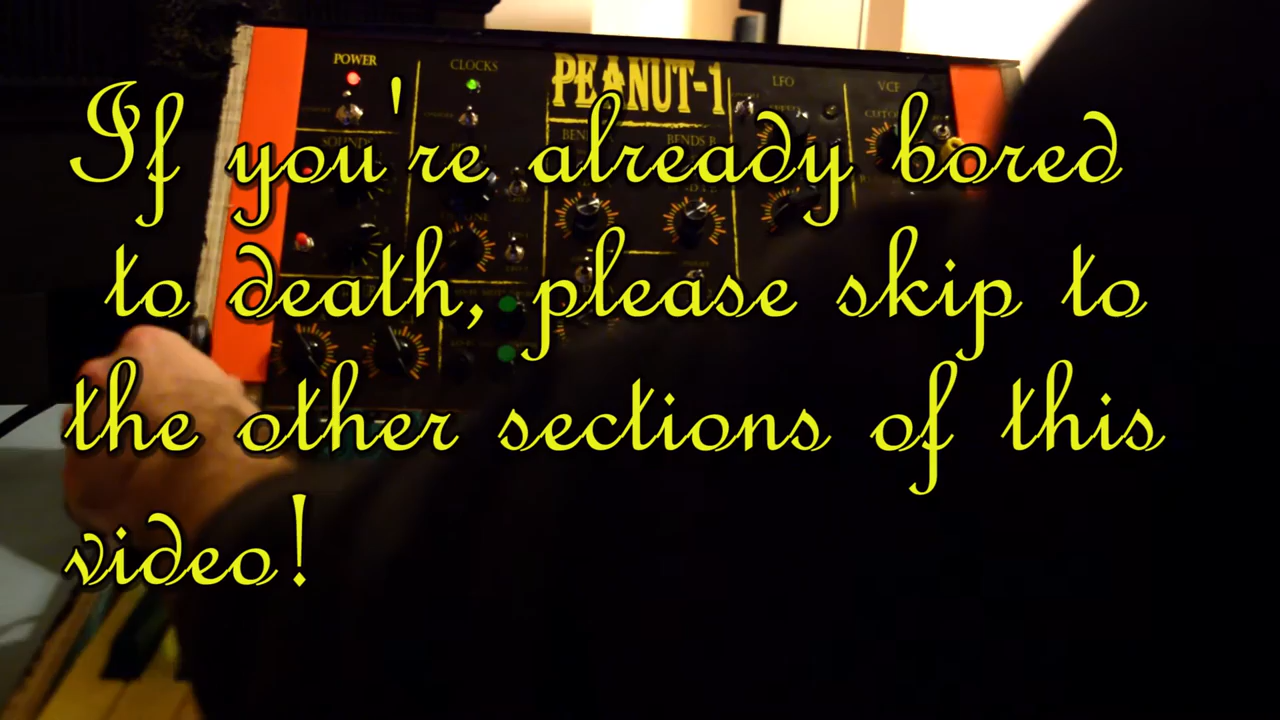 If you're already bored
to death, please skip to
the other sections of this
video!
POWER
CLOCKS
PEANUT-1
LFO
VCF
SOUNDS
BENDS B